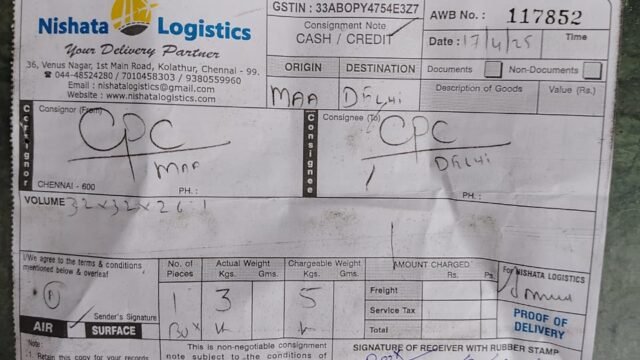 Nishata Logistics
Your Delivery Partner
36, Venus Nagar, 1st Main Road, Kolathur, Chennai - 99.
☎ 044-48524280 / 7010458303 / 9380559960
Email : nishatalogistics@gmail.com
Website : www.nishatalogistics.com
GSTIN : 33ABOPY4754E3Z7
Consignment Note
CASH / CREDIT
AWB No. : 117852
Date : 17/4/25 Time
ORIGIN DESTINATION
MAA DELHI
Documents Non-Documents
Description of Goods Value (Rs.)
Consignor
Consignor (From)
CPC
MAA
CHENNAI - 600 PH. :
Consignee
Consignee (To)
CPC
DELHI
PH. :
VOLUME
32x32x26 : 1
I/We agree to the terms & conditions
mentioned below & overleaf
Sender's Signature
AIR SURFACE
No. of Pieces
1
Box
Actual Weight
Kgs. Gms.
3
K
Chargeable Weight
Kgs. Gms.
5
AMOUNT CHARGED
Rs. Ps.
Freight
Service Tax
Total
For NISHATA LOGISTICS
PROOF OF
DELIVERY
Note :
1. Retain this copy for your records
This is non-negotiable consignment
note subject to the conditions of
SIGNATURE OF RECEIVER WITH RUBBER STAMP